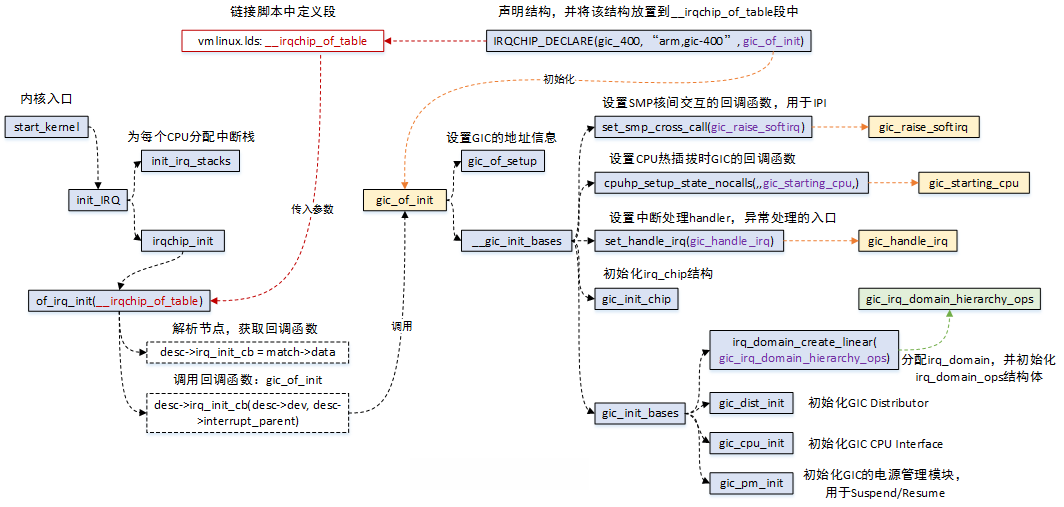 链接脚本中定义段
声明结构，并将该结构放置到__irqchip_of_table段中
vmlinux.lds: __irqchip_of_table
IRQCHIP_DECLARE(gic_400, “arm,gic-400”, gic_of_init)
初始化
内核入口
start_kernel
为每个CPU分配中断栈
init_irq_stacks
init_IRQ
irqchip_init
传入参数
of_irq_init(__irqchip_of_table)
解析节点，获取回调函数
desc->irq_init_cb = match->data
调用回调函数：gic_of_init
desc->irq_init_cb(desc->dev, desc-
>interrupt_parent)
调用
gic_of_init
设置GIC的地址信息
gic_of_setup
__gic_init_bases
设置SMP核间交互的回调函数，用于IPI
set_smp_cross_call(gic_raise_softirq)
gic_raise_softirq
设置CPU热插拔时GIC的回调函数
cpuhp_setup_state_nocalls(,,gic_starting_cpu,)
gic_starting_cpu
设置中断处理handler，异常处理的入口
set_handle_irq(gic_handle_irq)
gic_handle_irq
初始化irq_chip结构
gic_init_chip
gic_irq_domain_hierarchy_ops
irq_domain_create_linear(
gic_irq_domain_hierarchy_ops)
分配irq_domain，并初始化
irq_domain_ops结构体
gic_init_bases
gic_dist_init
初始化GIC Distributor
gic_cpu_init
初始化GIC CPU Interface
gic_pm_init
初始化GIC的电源管理模块，
用于Suspend/Resume